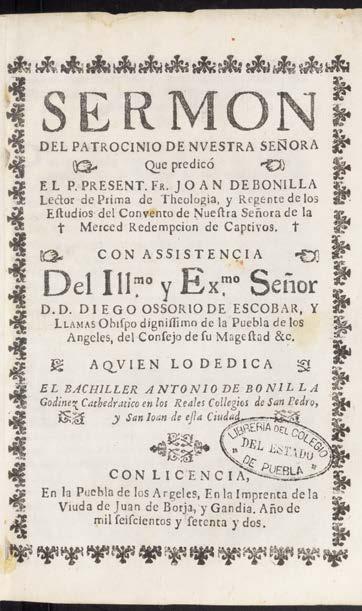 SERMON
DEL PATROCINIO DE NVESTRA SEÑORA
Que predicó
EL P. PRESENT. FR. JOAN DE BONILLA
Lector de Prima de Theologia, y Regente de los
Estudios del Convento de Nuestra Señora de la
† Merced Redempcion de Captivos. †
CON ASSISTENCIA
Del Ill.mo y Ex.mo Señor
D. D. DIEGO OSSORIO DE ESCOBAR, Y
LLAMAS Obispo dignissimo de la Puebla de los
Angeles, del Consejo de su Magestad &c.
AQVIEN LO DEDICA
EL BACHILLER ANTONIO DE BONILLA
Godinez Cathedratico en los Reales Collegios de San Pedro,
y San Ioan de esta Ciudad.
LIBRERIA DEL COLEGIO
DEL ESTADO
DE PUEBLA
CON LICENCIA,
En la Puebla de los Angeles, En la Imprenta de la
Viuda de Juan de Borja, y Gandia. Año de
mil seiscientos y setenta y dos.